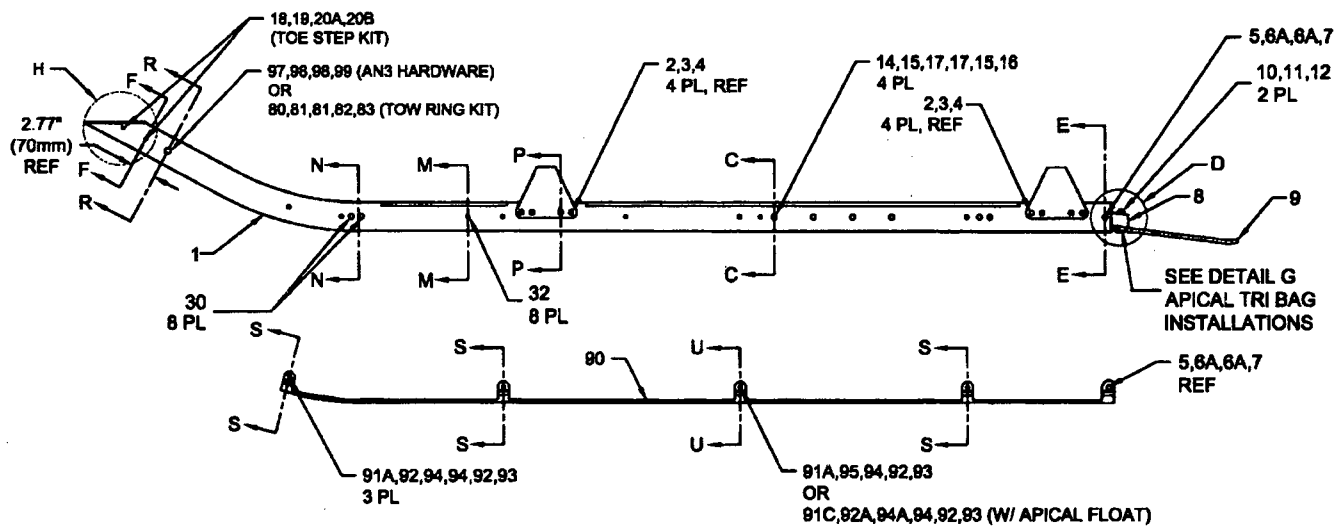 18,19,20A,20B
(TOE STEP KIT)
H
R
F
97,98,98,99 (AN3 HARDWARE)
OR
80,81,81,82,83 (TOW RING KIT)
2,3,4
4 PL, REF
14,15,17,17,15,16
4 PL
2,3,4
4 PL, REF
5,6A,6A,7
10,11,12
2 PL
2.77"
(70mm)
REF
F
R
N
M
P
C
E
D
8
9
1
N
M
P
C
E
30
8 PL
32
8 PL
SEE DETAIL G
APICAL TRI BAG
INSTALLATIONS
S
S
U
S
90
5,6A,6A,7
REF
S
S
U
S
91A,92,94,94,92,93
3 PL
91A,95,94,92,93
OR
91C,92A,94A,94,92,93 (W/ APICAL FLOAT)